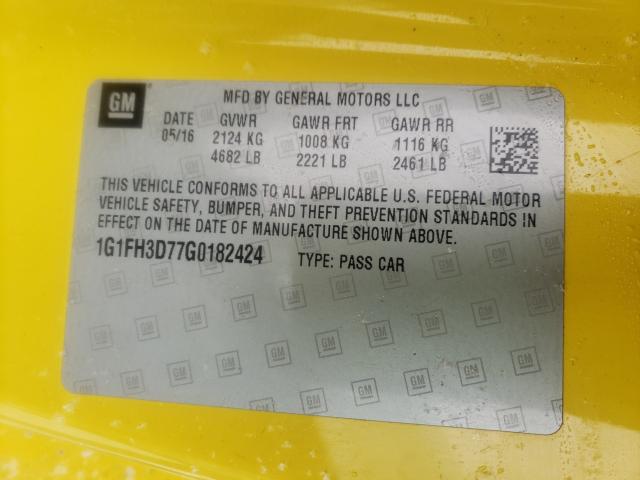 GM
MFD BY GENERAL MOTORS LLC
DATE GVWR GAWR FRT GAWR RR
05/16 2124 KG 1008 KG 1116 KG
4682 LB 2221 LB 2461 LB
THIS VEHICLE CONFORMS TO ALL APPLICABLE U.S. FEDERAL MOTOR
VEHICLE SAFETY, BUMPER, AND THEFT PREVENTION STANDARDS IN
EFFECT ON THE DATE OF MANUFACTURE SHOWN ABOVE.
1G1FH3D77G0182424 TYPE: PASS CAR